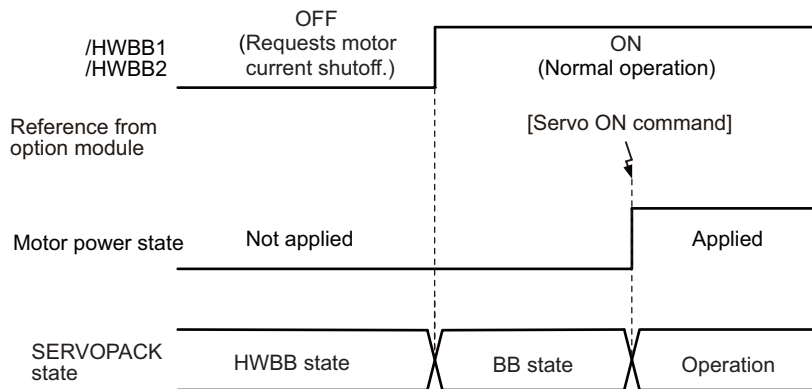 OFF
(Requests motor
current shutoff.)
/HWBB1
/HWBB2
ON
(Normal operation)
Reference from
option module
[Servo ON command]
Motor power state
Not applied
Applied
SERVOPACK
state
HWBB state
BB state
Operation